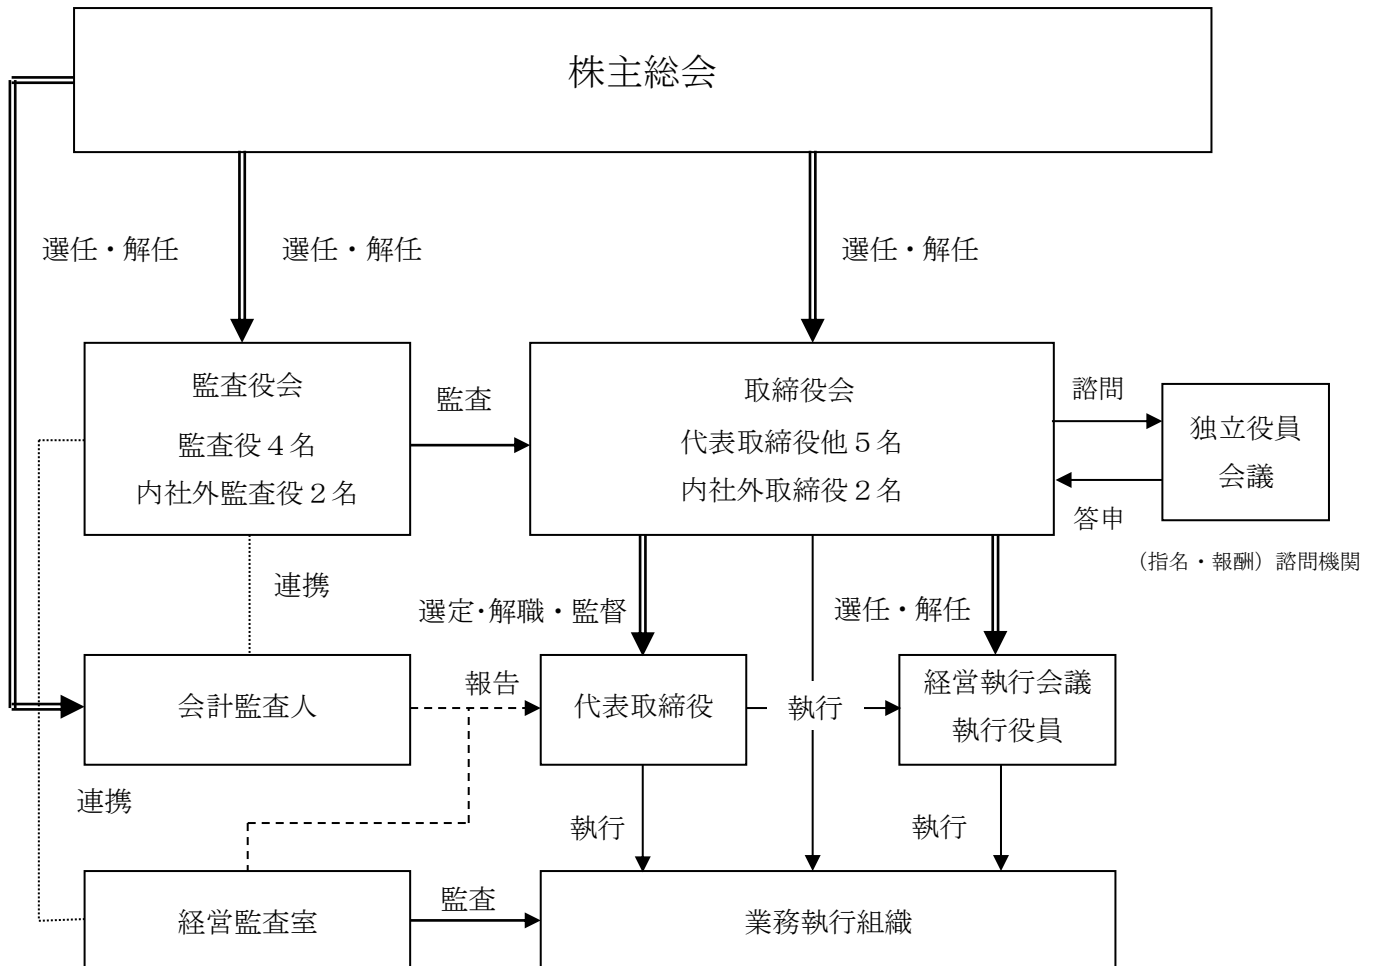 株主総会
選任・解任
選任・解任
選任・解任
監査役会
監査役４名
内社外監査役２名
監査
取締役会
代表取締役他５名
内社外取締役２名
諮問
独立役員
会議
答申
（指名・報酬）諮問機関
連携
選定・解職・監督
選任・解任
会計監査人
報告
代表取締役
執行
経営執行会議
執行役員
連携
執行
執行
経営監査室
監査
業務執行組織